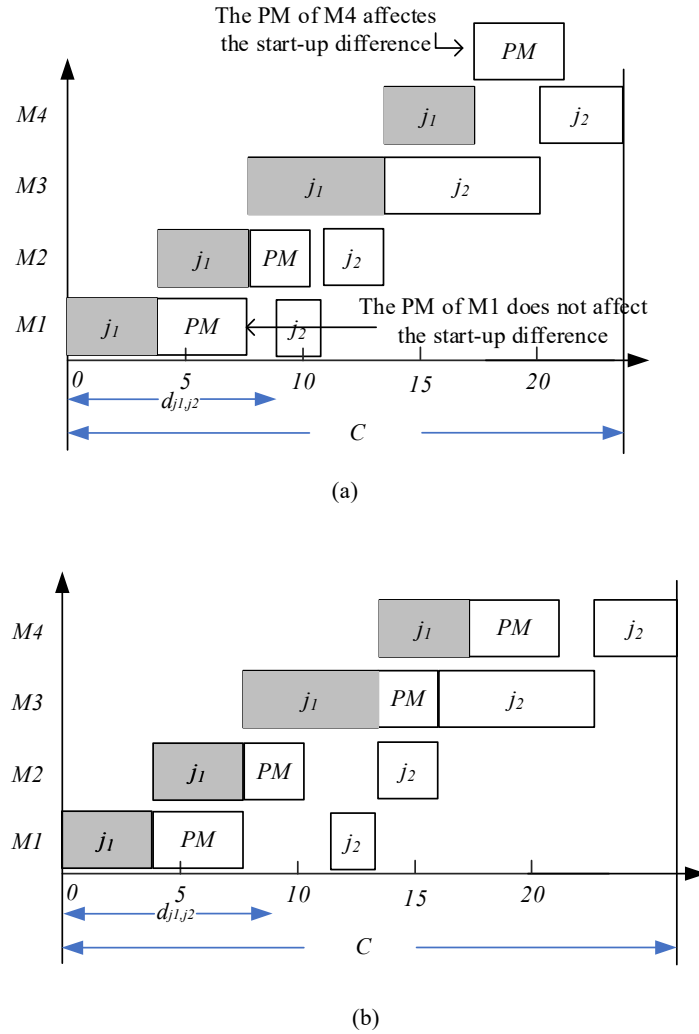 The PM of M4 affectes
the start-up difference
PM
M4
j1
j2
M3
j1
j2
M2
j1
PM
j2
M1
j1
PM
j2
The PM of M1 does not affect
the start-up difference
0 5 10 15 20
dj1,j2
C
(a)
M4
j1
PM
j2
M3
j1
PM
j2
M2
j1
PM
j2
M1
j1
PM
j2
0 5 10 15 20
dj1,j2
C
(b)